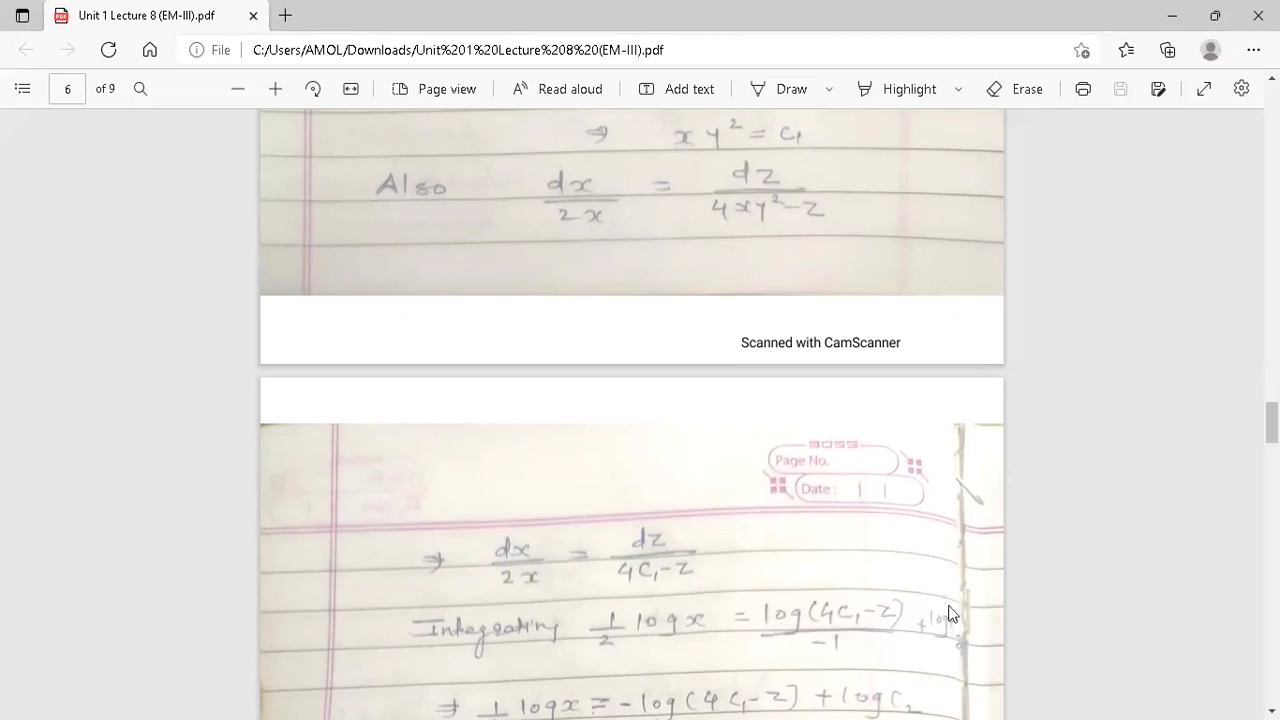 Unit 1 Lecture 8 (EM-III).pdf
File C:/Users/AMOL/Downloads/Unit%201%20Lecture%208%20(EM-III).pdf
6 of 9 Page view Read aloud Add text Draw Highlight Erase
⇒ xy² = c₁
Also dx/2x = dz/4xy²-z
Scanned with CamScanner
BOSS
Page No.
Date :
⇒ dx/2x = dz/4c₁-z
Integrating 1/2 log x = log(4c₁-z)/-1 + log
⇒ 1/2 log x = -log(4c₁-z) + log c₂